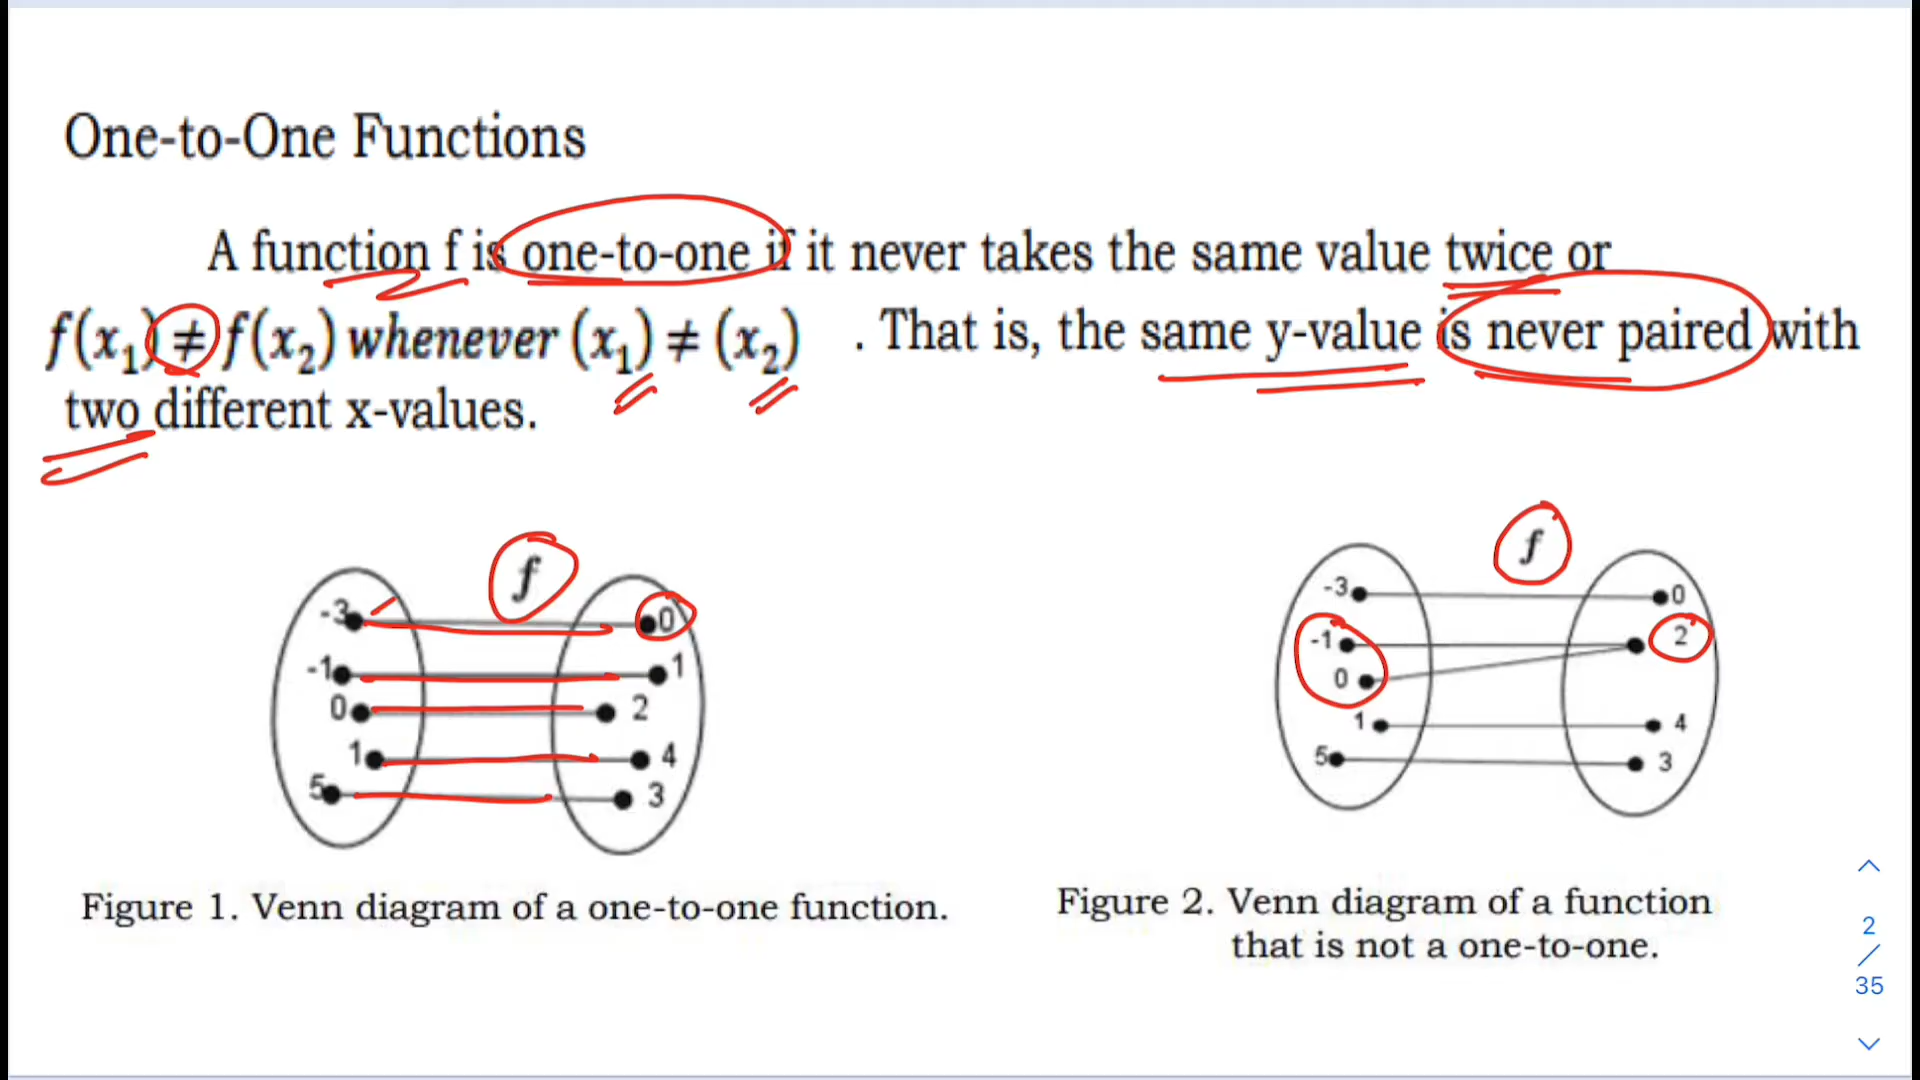 One-to-One Functions
A function f is one-to-one if it never takes the same value twice or
f(x₁) ≠ f(x₂) whenever (x₁) ≠ (x₂) . That is, the same y-value is never paired with
two different x-values.
f
-3 0
-1 1
0 2
1 4
5 3
Figure 1. Venn diagram of a one-to-one function.
f
-3 0
-1 2
0
1 4
5 3
Figure 2. Venn diagram of a function
that is not a one-to-one.
2
/
35